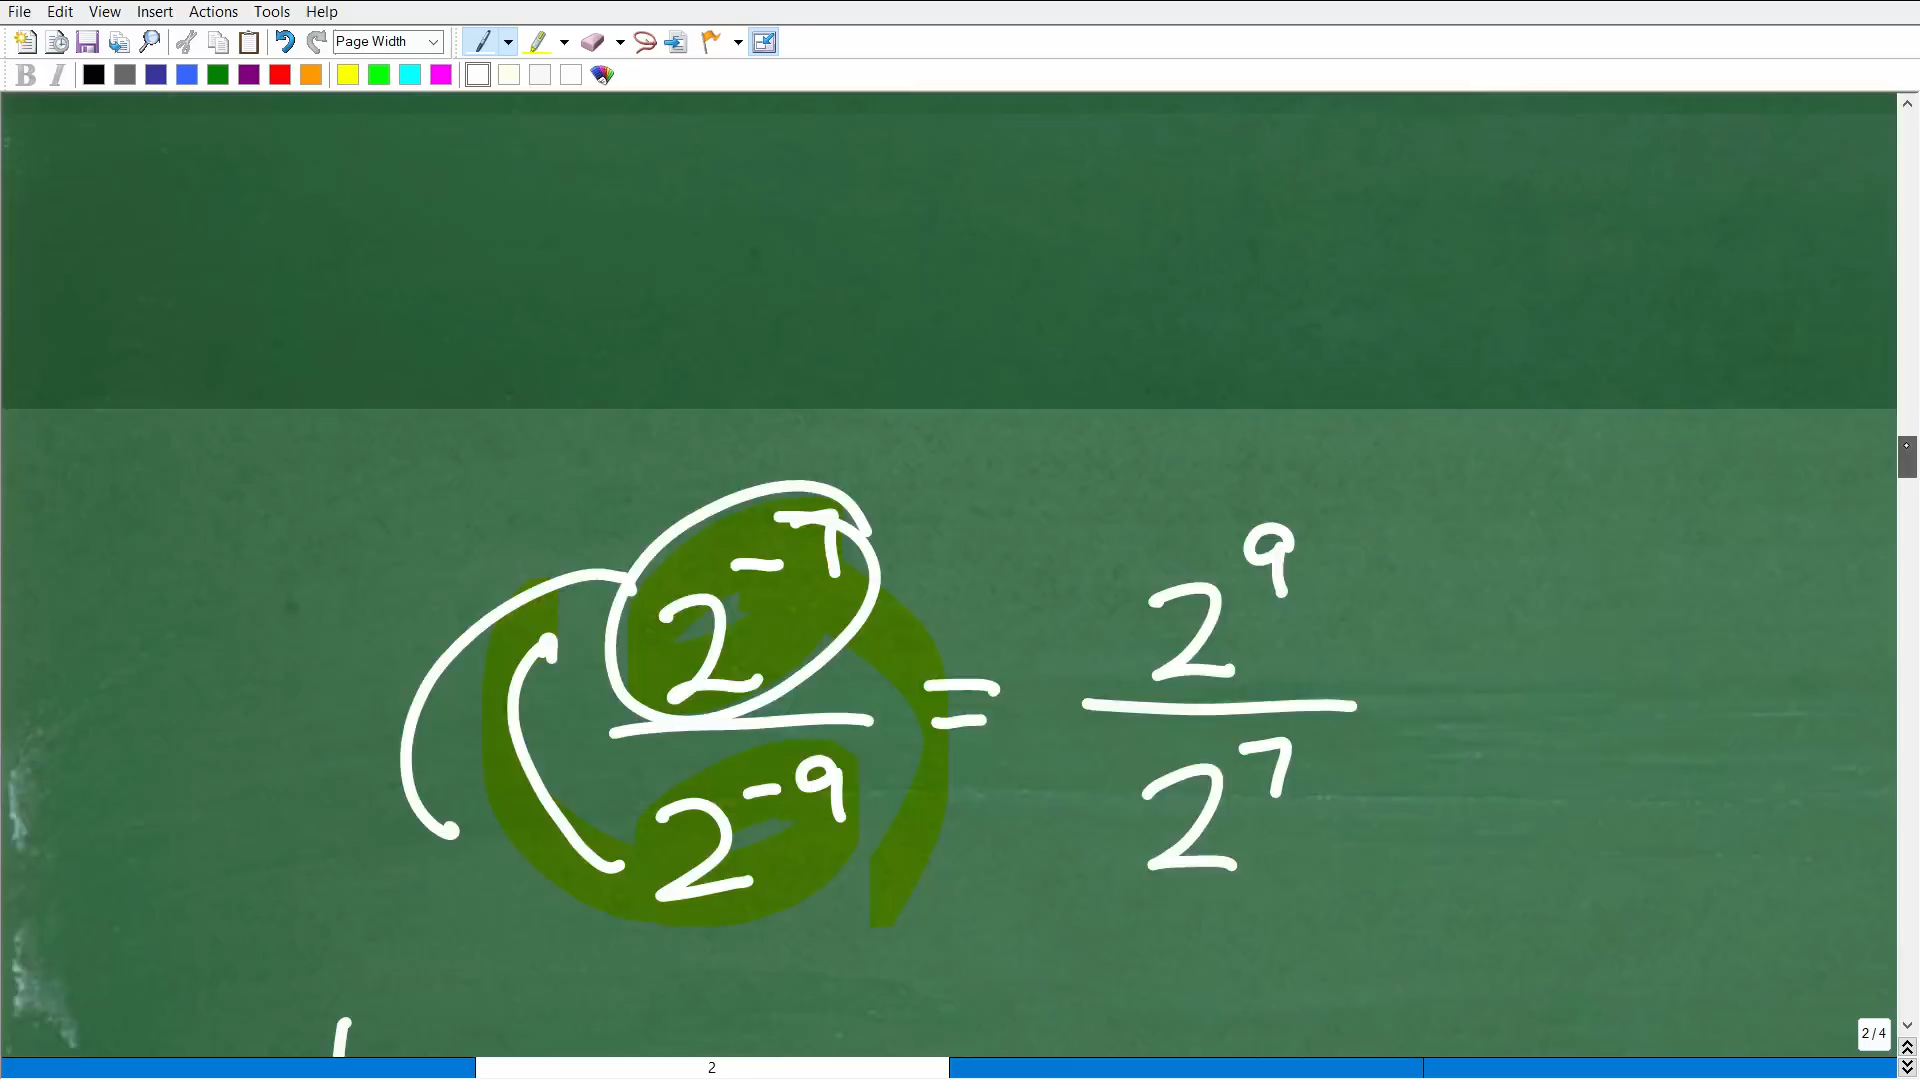 File Edit View Insert Actions Tools Help
Page Width
B I
2^-7 / 2^-9 = 2^9 / 2^7
2 / 4
2